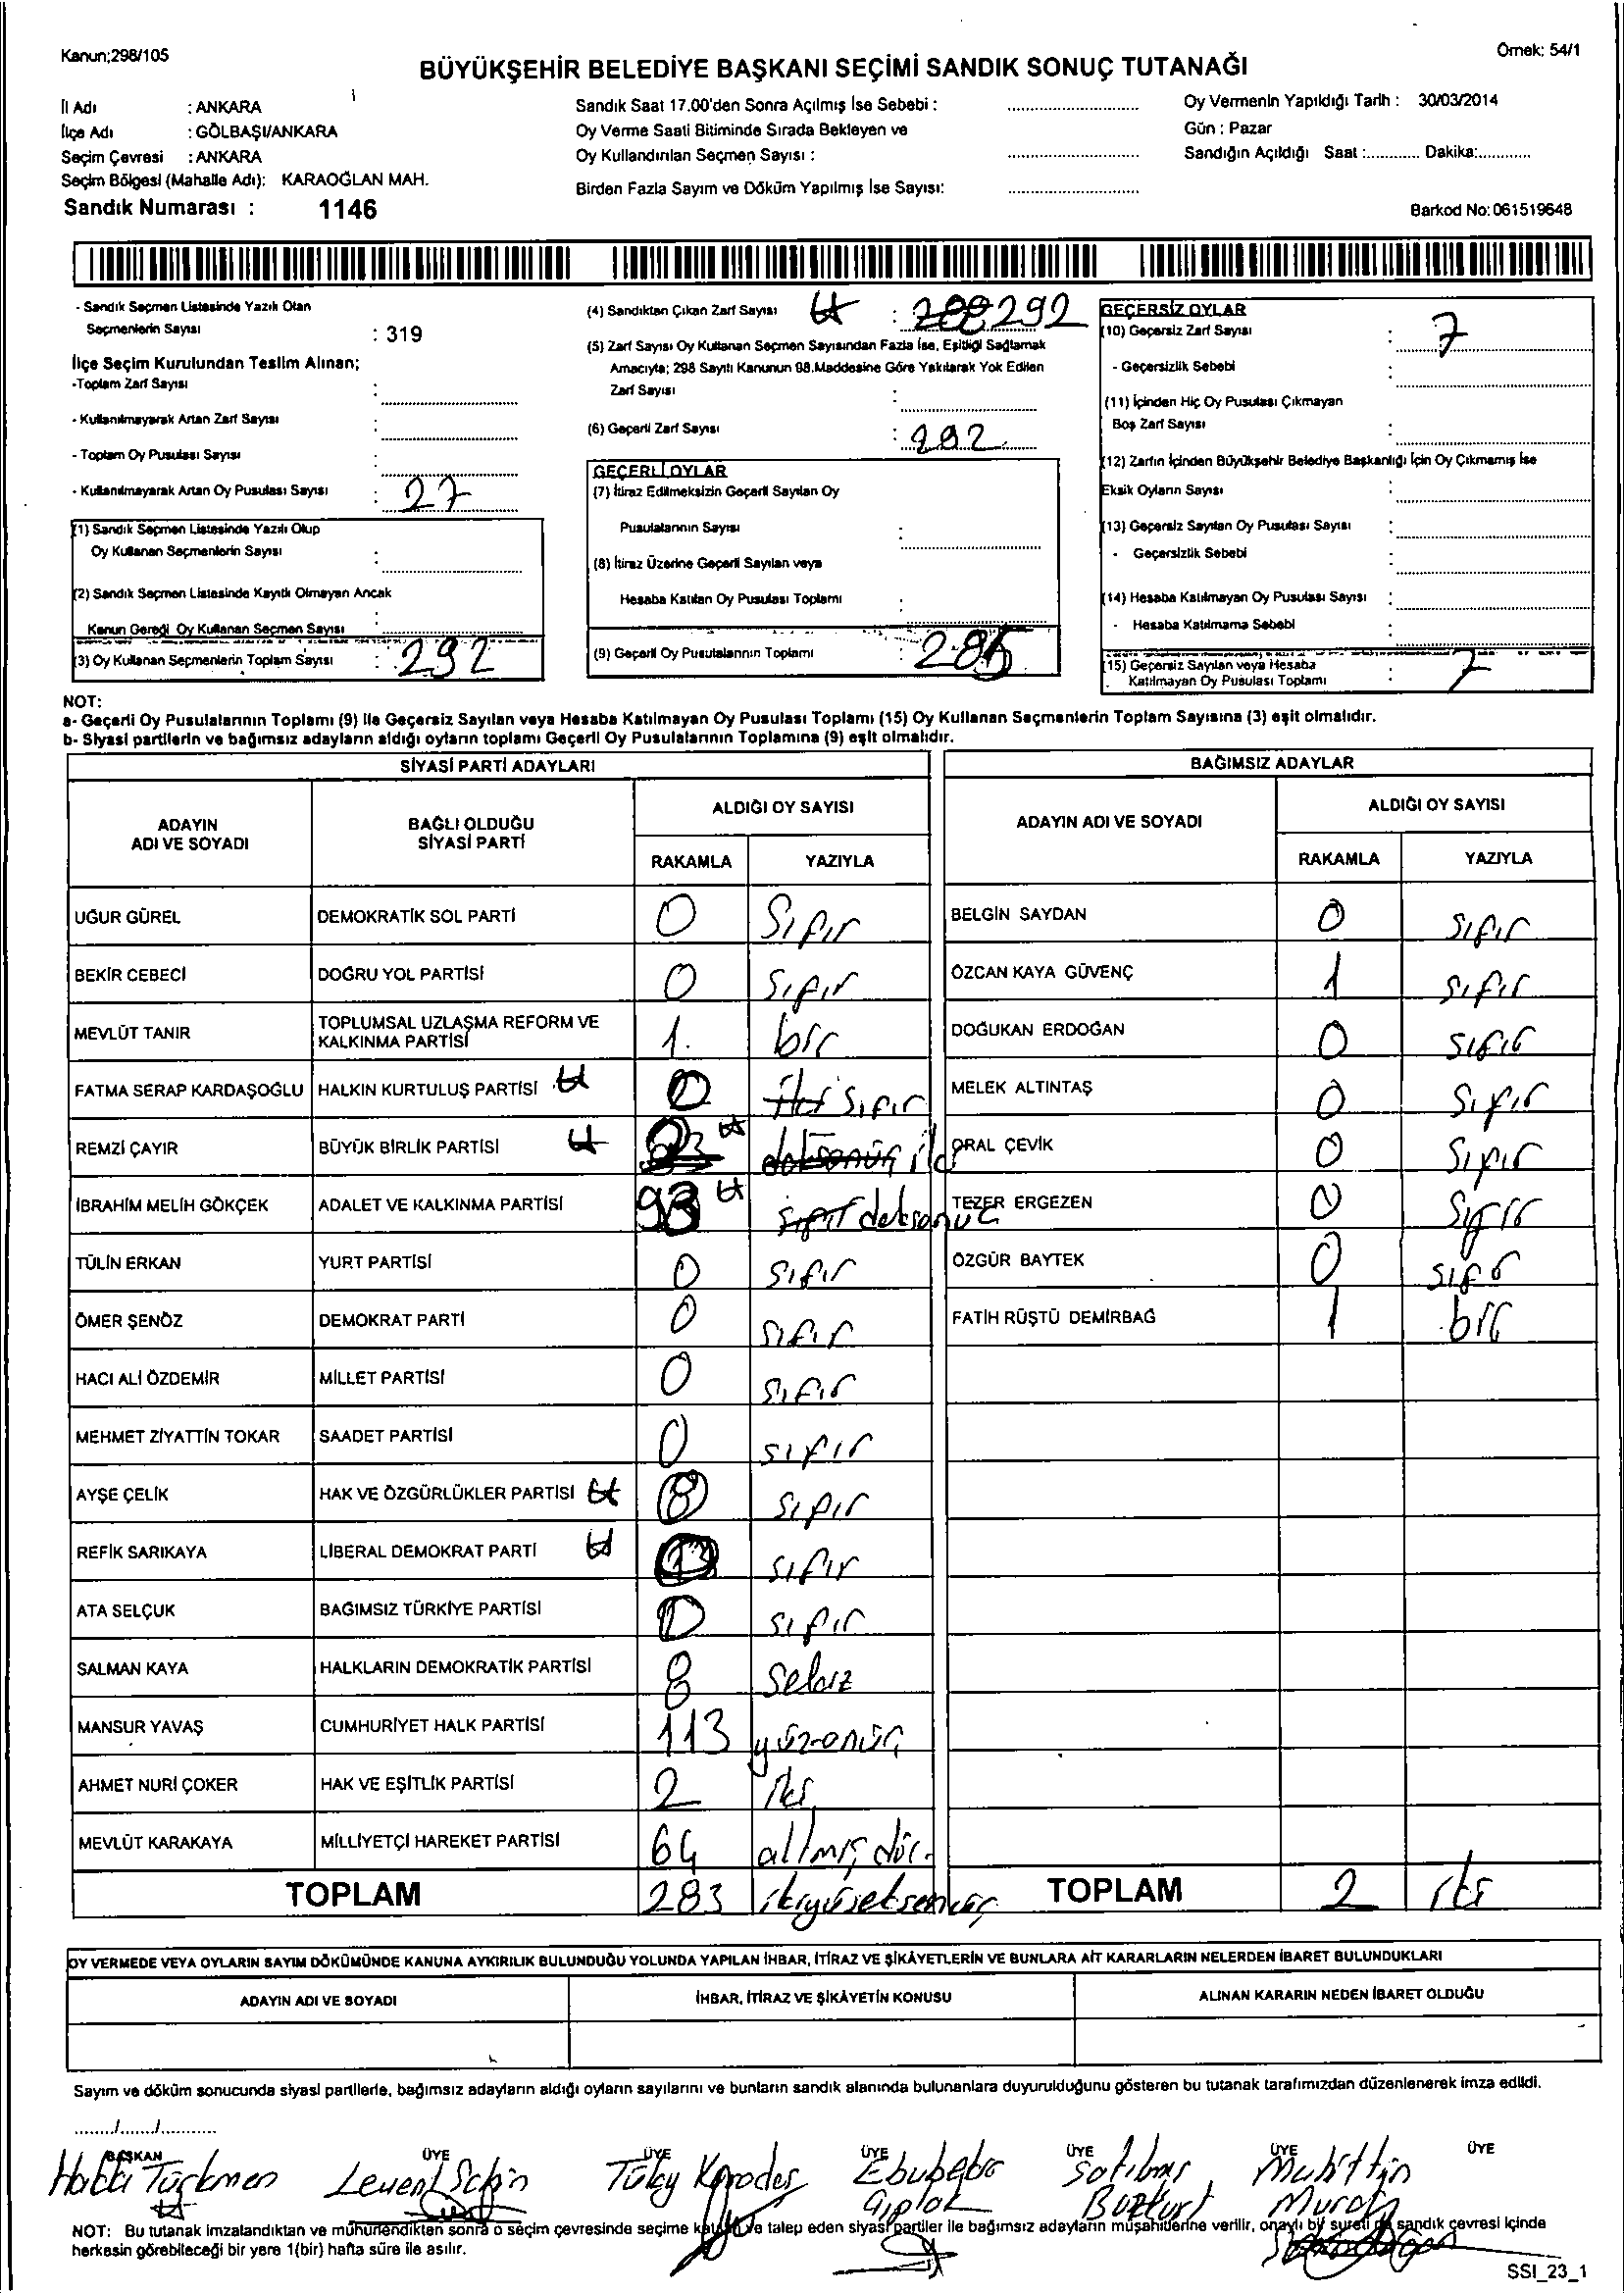 Kanun;298/105
Örnek: 54/1
BÜYÜKŞEHİR BELEDİYE BAŞKANI SEÇİMİ SANDIK SONUÇ TUTANAĞI
İl Adı : ANKARA
İlçe Adı : GÖLBAŞI/ANKARA
Seçim Çevresi : ANKARA
Seçim Bölgesi (Mahalle Adı): KARAOĞLAN MAH.
Sandık Numarası : 1146
Sandık Saat 17.00'den Sonra Açılmış İse Sebebi :
Oy Verme Saati Bitiminde Sırada Bekleyen ve
Oy Kullandırılan Seçmen Sayısı :
Birden Fazla Sayım ve Döküm Yapılmış İse Sayısı:
Oy Vermenin Yapıldığı Tarih : 30/03/2014
Gün : Pazar
Sandığın Açıldığı Saat :............ Dakika:............
Barkod No: 061519648
- Sandık Seçmen Listesinde Yazılı Olan
Seçmenlerin Sayısı : 319
İlçe Seçim Kurulundan Teslim Alınan;
-Toplam Zarf Sayısı :
- Kullanılmayarak Artan Zarf Sayısı :
- Toplam Oy Pusulası Sayısı :
- Kullanılmayarak Artan Oy Pusulası Sayısı : 27
(1) Sandık Seçmen Listesinde Yazılı Olup
Oy Kullanan Seçmenlerin Sayısı :
(2) Sandık Seçmen Listesinde Kayıtlı Olmayan Ancak
Kanun Gereği Oy Kullanan Seçmen Sayısı :
(3) Oy Kullanan Seçmenlerin Toplam Sayısı : 292
(4) Sandıktan Çıkan Zarf Sayısı : 292
(5) Zarf Sayısı Oy Kullanan Seçmen Sayısından Fazla İse, Eşitliği Sağlamak
Amacıyla; 298 Sayılı Kanunun 98.Maddesine Göre Yakılarak Yok Edilen
Zarf Sayısı :
(6) Geçerli Zarf Sayısı : 292
GEÇERLİ OYLAR
(7) İtiraz Edilmeksizin Geçerli Sayılan Oy
Pusulalarının Sayısı :
(8) İtiraz Üzerine Geçerli Sayılan veya
Hesaba Katılan Oy Pusulası Toplamı :
(9) Geçerli Oy Pusulalarının Toplamı : 285
GEÇERSİZ OYLAR
(10) Geçersiz Zarf Sayısı : 7
- Geçersizlik Sebebi :
(11) İçinden Hiç Oy Pusulası Çıkmayan
Boş Zarf Sayısı :
(12) Zarfın İçinden Büyükşehir Belediye Başkanlığı İçin Oy Çıkmamış İse
Eksik Oyların Sayısı :
(13) Geçersiz Sayılan Oy Pusulası Sayısı :
- Geçersizlik Sebebi :
(14) Hesaba Katılmayan Oy Pusulası Sayısı :
- Hesaba Katılmama Sebebi :
(15) Geçersiz Sayılan veya Hesaba
Katılmayan Oy Pusulası Toplamı : 7
NOT:
a- Geçerli Oy Pusulalarının Toplamı (9) ile Geçersiz Sayılan veya Hesaba Katılmayan Oy Pusulası Toplamı (15) Oy Kullanan Seçmenlerin Toplam Sayısına (3) eşit olmalıdır.
b- Siyasi partilerin ve bağımsız adayların aldığı oyların toplamı Geçerli Oy Pusulalarının Toplamına (9) eşit olmalıdır.
SİYASİ PARTİ ADAYLARI
ADAYIN ADI VE SOYADI BAĞLI OLDUĞU SİYASİ PARTİ ALDIĞI OY SAYISI
RAKAMLA YAZIYLA
UĞUR GÜREL DEMOKRATİK SOL PARTİ 0 Sıfır
BEKİR CEBECİ DOĞRU YOL PARTİSİ 0 Sıfır
MEVLÜT TANIR TOPLUMSAL UZLAŞMA REFORM VE KALKINMA PARTİSİ 1. bir
FATMA SERAP KARDAŞOĞLU HALKIN KURTULUŞ PARTİSİ 0 Sıfır
REMZİ ÇAYIR BÜYÜK BİRLİK PARTİSİ doksanüç
İBRAHİM MELİH GÖKÇEK ADALET VE KALKINMA PARTİSİ 93 sıfır doksanüç
TÜLİN ERKAN YURT PARTİSİ 0 sıfır
ÖMER ŞENÖZ DEMOKRAT PARTİ 0 sıfır
HACI ALİ ÖZDEMİR MİLLET PARTİSİ 0 sıfır
MEHMET ZİYATTİN TOKAR SAADET PARTİSİ 0 sıfır
AYŞE ÇELİK HAK VE ÖZGÜRLÜKLER PARTİSİ sıfır
REFİK SARIKAYA LİBERAL DEMOKRAT PARTİ sıfır
ATA SELÇUK BAĞIMSIZ TÜRKİYE PARTİSİ 0 sıfır
SALMAN KAYA HALKLARIN DEMOKRATİK PARTİSİ 8 Sekiz
MANSUR YAVAŞ CUMHURİYET HALK PARTİSİ 113 yüzonüç
AHMET NURİ ÇOKER HAK VE EŞİTLİK PARTİSİ 2 iki
MEVLÜT KARAKAYA MİLLİYETÇİ HAREKET PARTİSİ 64 altmış dör.
TOPLAM 283 ikiyüzseksenüç
BAĞIMSIZ ADAYLAR
ADAYIN ADI VE SOYADI ALDIĞI OY SAYISI
RAKAMLA YAZIYLA
BELGİN SAYDAN 0 sıfır
ÖZCAN KAYA GÜVENÇ 1 sıfır
DOĞUKAN ERDOĞAN 0 sıfır
MELEK ALTINTAŞ 0 Sıfır
ORAL ÇEVİK 0 Sıfır
TEZER ERGEZEN 0 Sıfır
ÖZGÜR BAYTEK 0 sıfır
FATİH RÜŞTÜ DEMİRBAĞ 1 bir
TOPLAM 2 iki
OY VERMEDE VEYA OYLARIN SAYIM DÖKÜMÜNDE KANUNA AYKIRILIK BULUNDUĞU YOLUNDA YAPILAN İHBAR, İTİRAZ VE ŞİKÂYETLERİN VE BUNLARA AİT KARARLARIN NELERDEN İBARET BULUNDUKLARI
ADAYIN ADI VE SOYADI İHBAR, İTİRAZ VE ŞİKÂYETİN KONUSU ALINAN KARARIN NEDEN İBARET OLDUĞU
Sayım ve döküm sonucunda siyasi partilerle, bağımsız adayların aldığı oyların sayılarını ve bunların sandık alanında bulunanlara duyurulduğunu gösteren bu tutanak tarafımızdan düzenlenerek imza edildi.
......../......../............
BAŞKAN ÜYE ÜYE ÜYE ÜYE ÜYE ÜYE
Hakkı Türkmen Levent Şahin Tülay Karadeş Ebubekir Satılmış Muhittin
Bozkurt Murat
NOT: Bu tutanak imzalandıktan ve mühürlendikten sonra o seçim çevresinde seçime katılan ve talep eden siyasi partiler ile bağımsız adayların müşahitlerine verilir, onaylı bir sureti de sandık çevresi içinde
herkesin görebileceği bir yere 1(bir) hafta süre ile asılır.
SSI_23_1